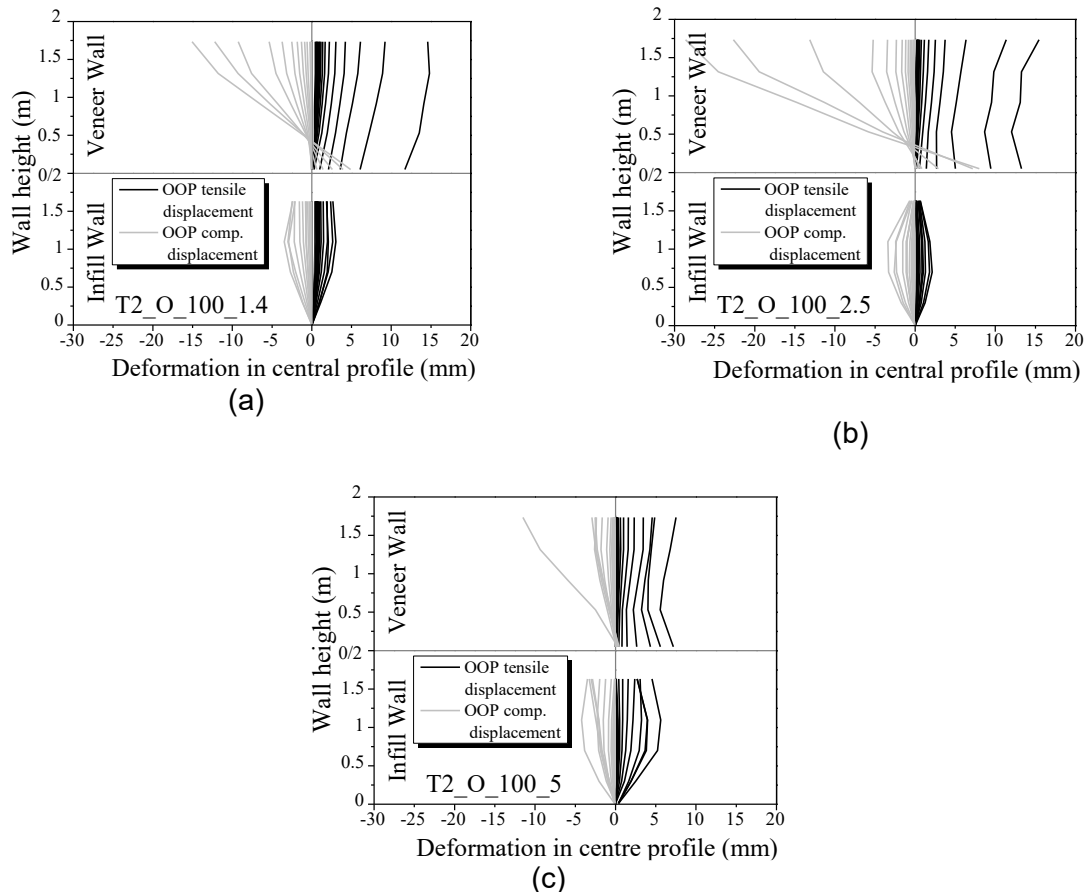 2
1.5
1
0.5
0/2
1.5
1
0.5
0
Wall height (m)
Veneer Wall
Infill Wall
OOP tensile
displacement
OOP comp.
displacement
T2_O_100_1.4
-30 -25 -20 -15 -10 -5 0 5 10 15 20
Deformation in central profile (mm)
(a)
2
1.5
1
0.5
0/2
1.5
1
0.5
0
Wall height (m)
Veneer Wall
Infill Wall
OOP tensile
displacement
OOP comp.
displacement
T2_O_100_2.5
-30 -25 -20 -15 -10 -5 0 5 10 15 20
Deformation in central profile (mm)
(b)
2
1.5
1
0.5
0/2
1.5
1
0.5
0
Wall height (m)
Veneer Wall
Infill Wall
OOP tensile
displacement
OOP comp.
displacement
T2_O_100_5
-30 -25 -20 -15 -10 -5 0 5 10 15 20
Deformation in centre profile (mm)
(c)